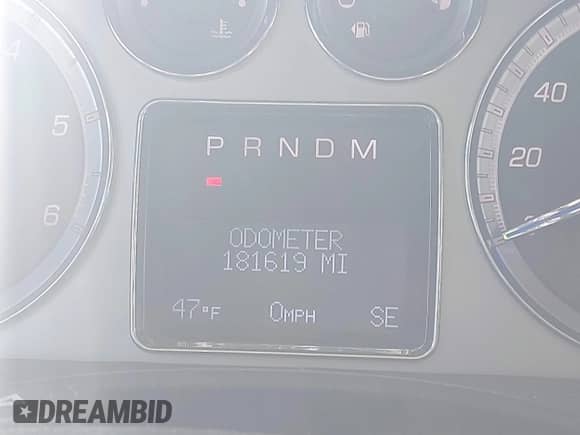 4
5
6
40
20
P R N D M
ODOMETER
181619 MI
47°F 0MPH SE
DREAMBID